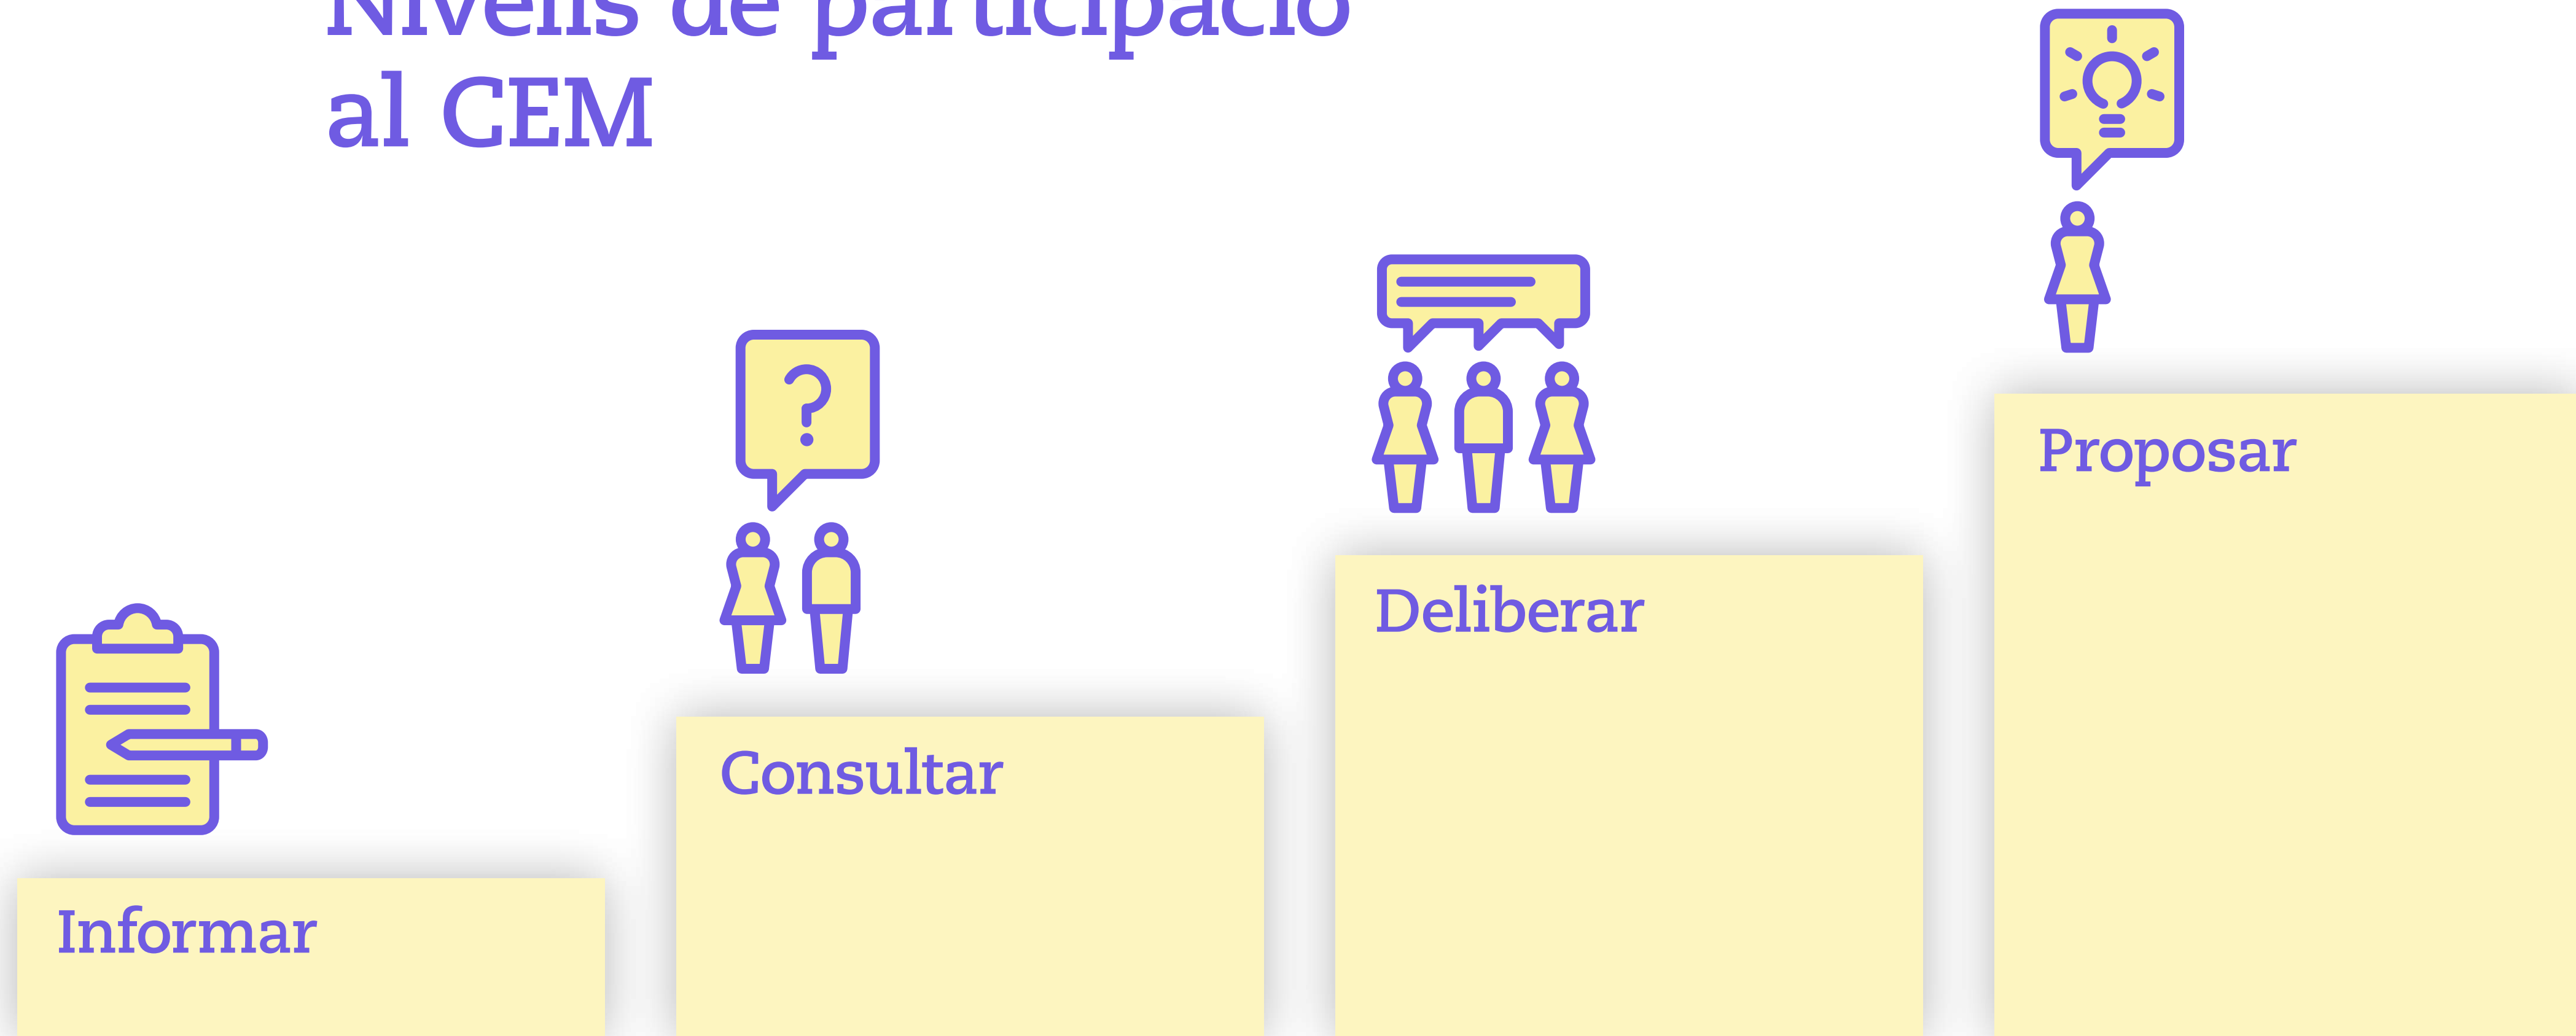 Nivells de participació
al CEM
Proposar
Deliberar
Consultar
Informar
?